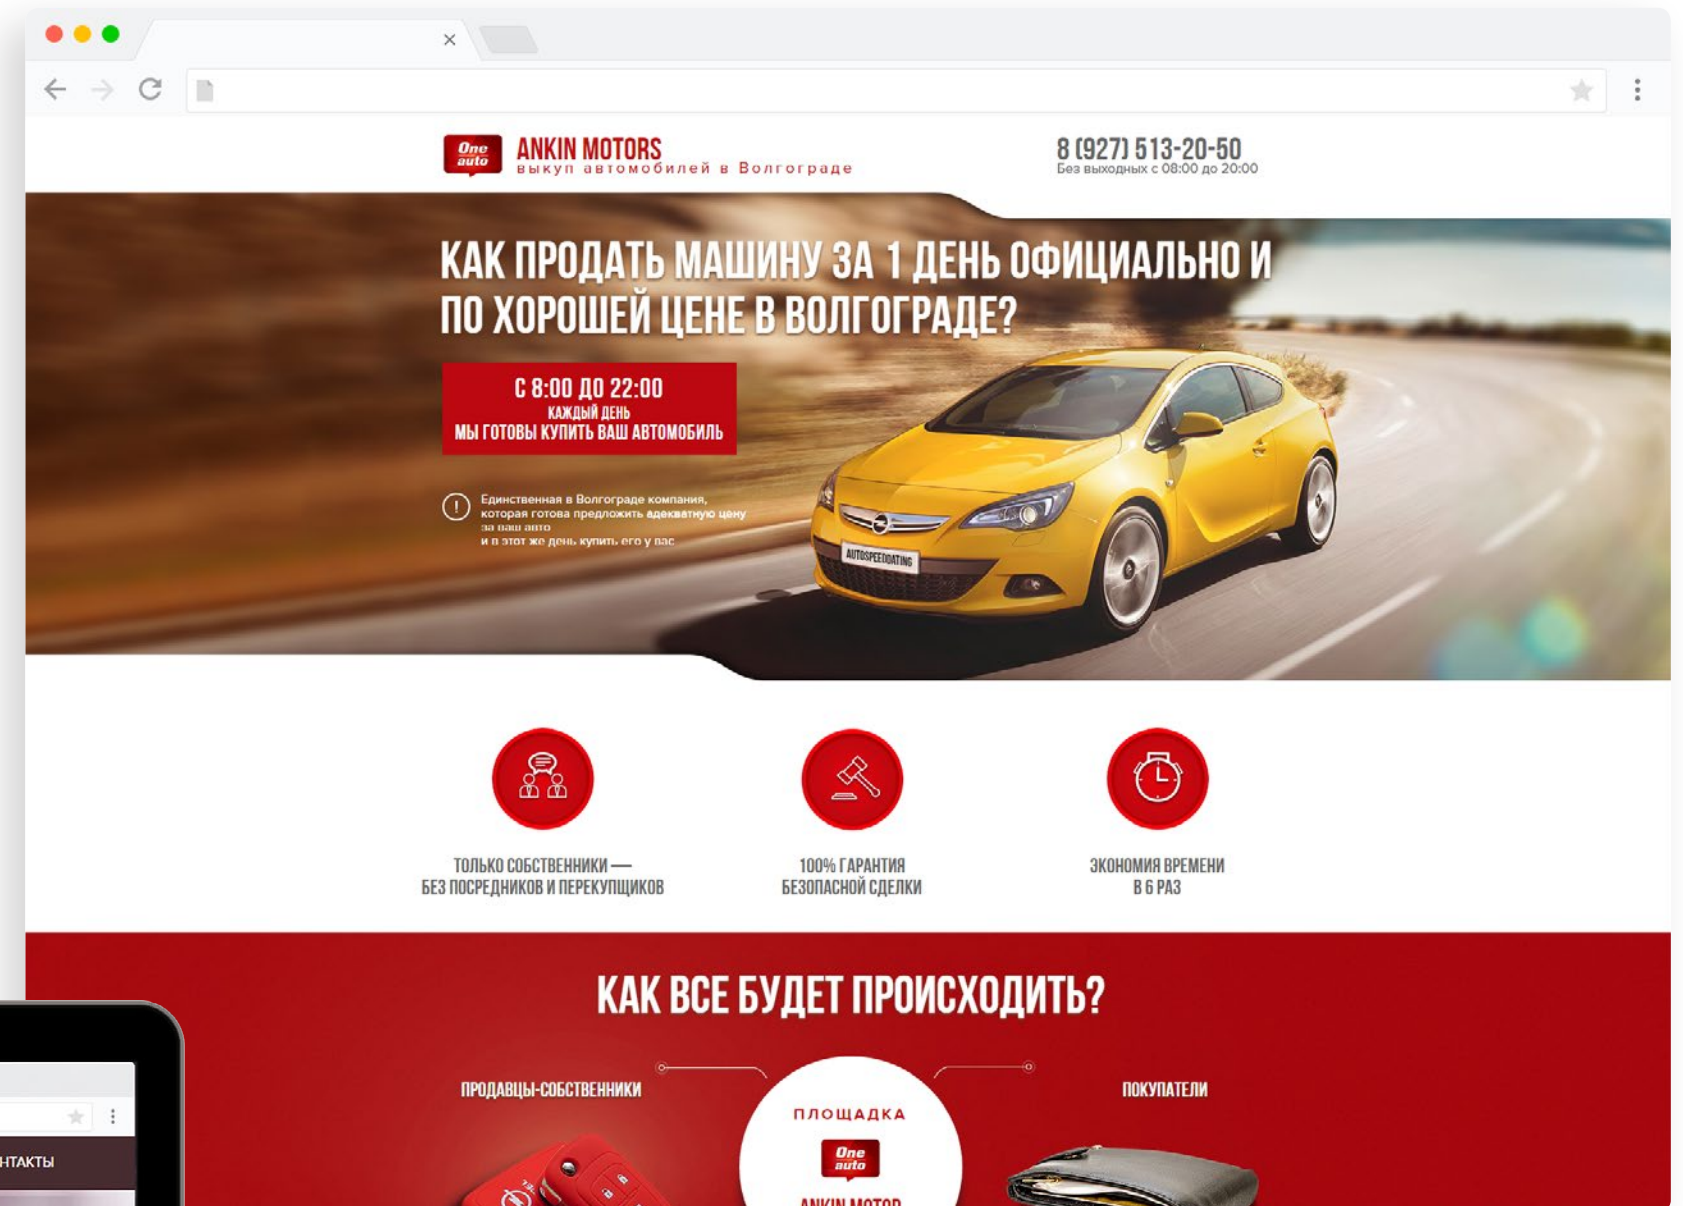 One
auto
ANKIN MOTORS
выкуп автомобилей в Волгограде
8 (927) 513-20-50
Без выходных с 08:00 до 20:00
КАК ПРОДАТЬ МАШИНУ ЗА 1 ДЕНЬ ОФИЦИАЛЬНО И
ПО ХОРОШЕЙ ЦЕНЕ В ВОЛГОГРАДЕ?
С 8:00 ДО 22:00
КАЖДЫЙ ДЕНЬ
МЫ ГОТОВЫ КУПИТЬ ВАШ АВТОМОБИЛЬ
Единственная в Волгограде компания,
которая готова предложить адекватную цену
за ваш авто
и в этот же день купить его у вас
AUTOSPEEDDATING
ТОЛЬКО СОБСТВЕННИКИ —
БЕЗ ПОСРЕДНИКОВ И ПЕРЕКУПЩИКОВ
100% ГАРАНТИЯ
БЕЗОПАСНОЙ СДЕЛКИ
ЭКОНОМИЯ ВРЕМЕНИ
В 6 РАЗ
КАК ВСЕ БУДЕТ ПРОИСХОДИТЬ?
ПРОДАВЦЫ-СОБСТВЕННИКИ
ПОКУПАТЕЛИ
ПЛОЩАДКА
One
auto
ANKIN MOTOR
НТАКТЫ